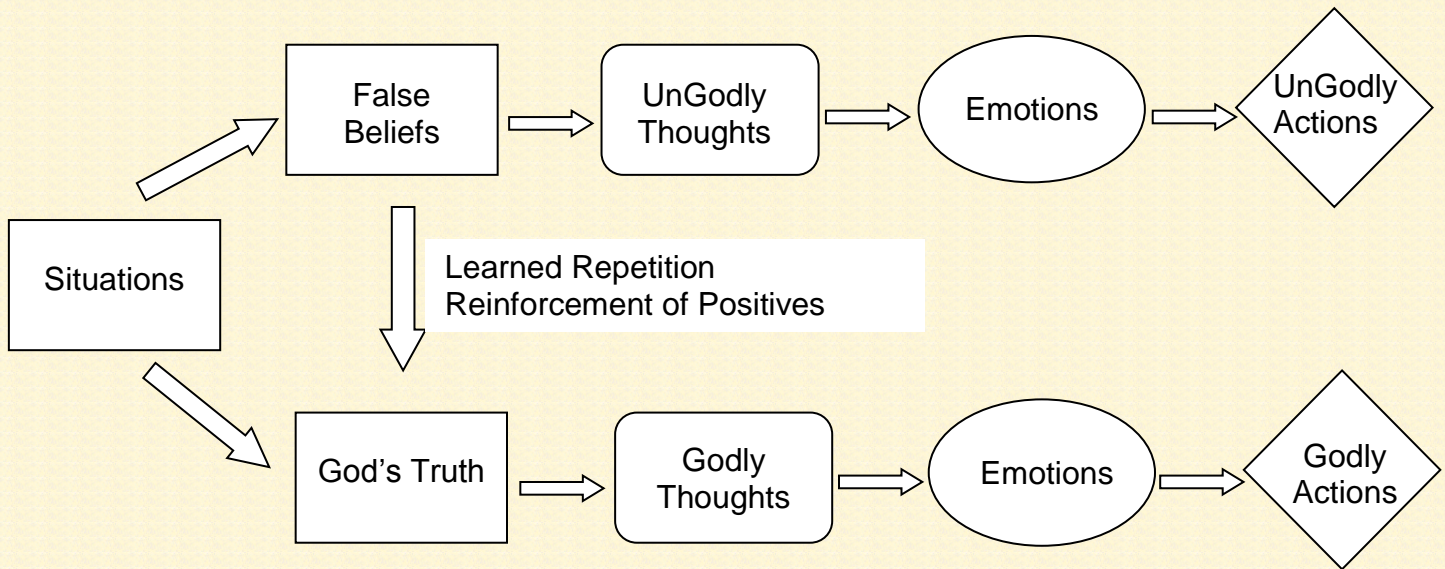 False
Beliefs
UnGodly
Thoughts
Emotions
UnGodly
Actions
Situations
Learned Repetition
Reinforcement of Positives
God’s Truth
Godly
Thoughts
Emotions
Godly
Actions